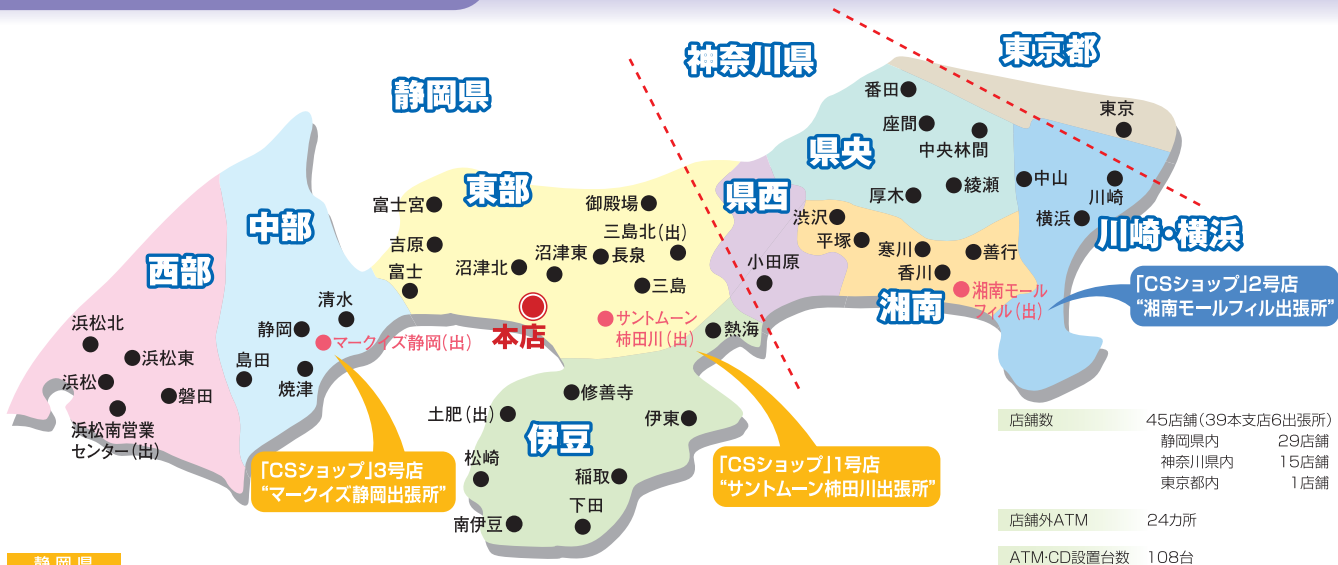 静岡県
神奈川県
東京都
東部
富士宮
吉原
富士
沼津北
沼津東
御殿場
三島北(出)
長泉
三島
本店
サントムーン
柿田川(出)
中部
清水
静岡
マークイズ静岡(出)
島田
焼津
西部
浜松北
浜松東
浜松
磐田
浜松南営業
センター(出)
伊豆
熱海
修善寺
土肥(出)
伊東
松崎
稲取
下田
南伊豆
県西
小田原
県央
番田
座間
中央林間
厚木
綾瀬
湘南
渋沢
平塚
寒川
香川
善行
湘南モール
フィル(出)
東京
川崎・横浜
中山
川崎
横浜
「CSショップ」2号店
“湘南モールフィル出張所”
「CSショップ」3号店
“マークイズ静岡出張所”
「CSショップ」1号店
“サントムーン柿田川出張所”
店舗数 45店舗(39本支店6出張所)
静岡県内 29店舗
神奈川県内 15店舗
東京都内 1店舗
店舗外ATM 24カ所
ATM・CD設置台数 108台
静岡県